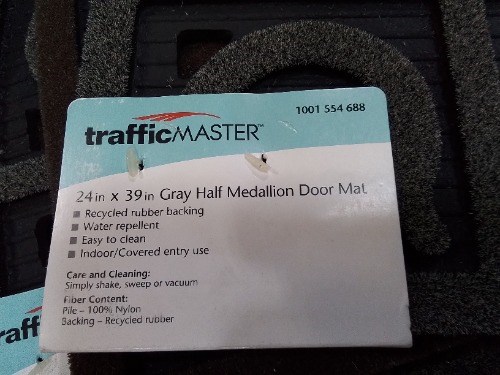 1001 554 688
trafficMASTER™
24in x 39in Gray Half Medallion Door Mat
■ Recycled rubber backing
■ Water repellent
■ Easy to clean
■ Indoor/Covered entry use
Care and Cleaning:
Simply shake, sweep or vacuum
Fiber Content:
Pile – 100% Nylon
Backing – Recycled rubber
raff